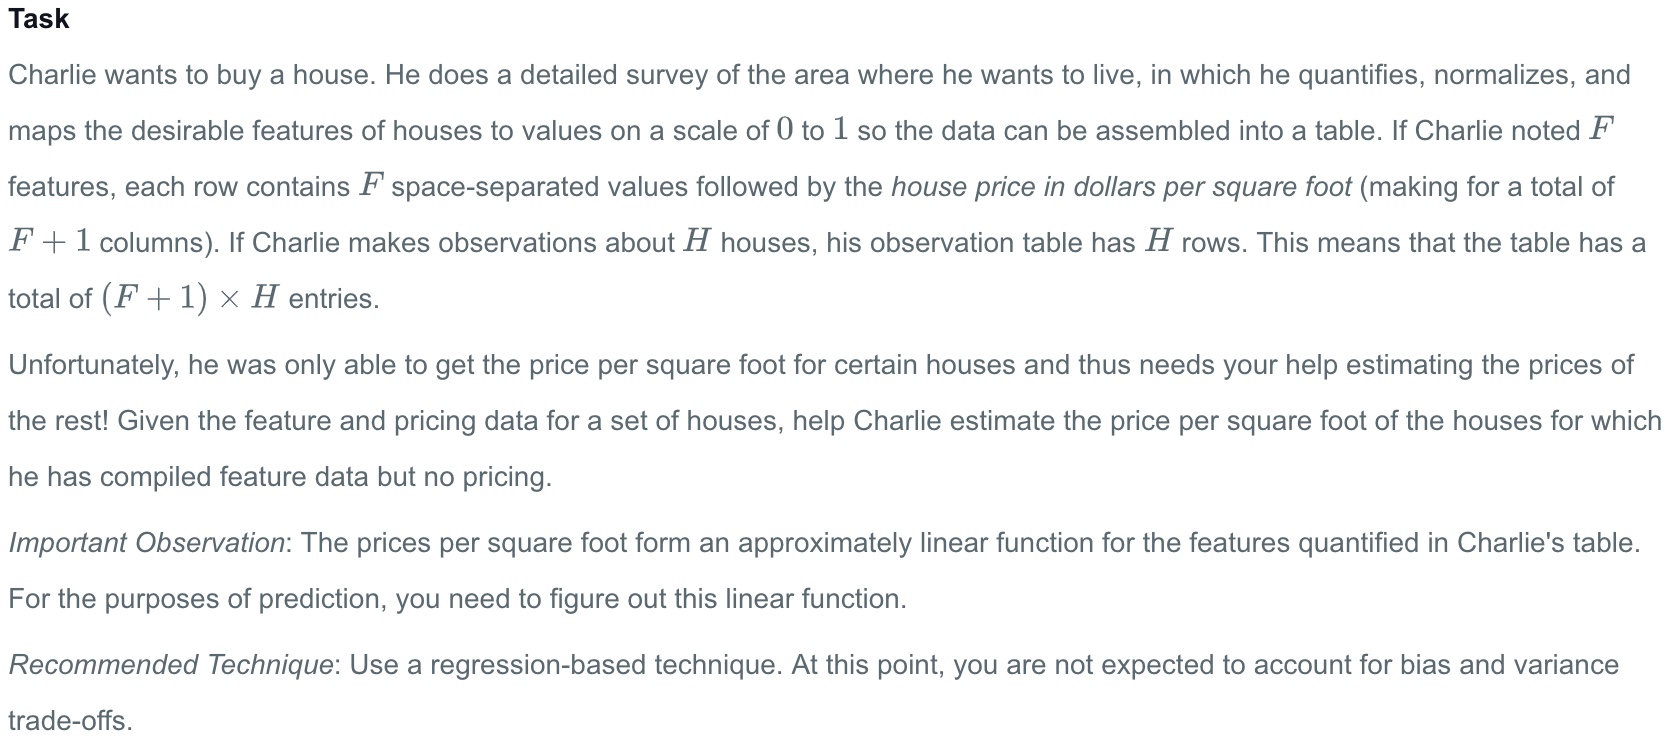 Task
Charlie wants to buy a house. He does a detailed survey of the area where he wants to live, in which he quantifies, normalizes, and
maps the desirable features of houses to values on a scale of 0 to 1 so the data can be assembled into a table. If Charlie noted F
features, each row contains F space-separated values followed by the house price in dollars per square foot (making for a total of
F + 1 columns). If Charlie makes observations about H houses, his observation table has H rows. This means that the table has a
total of (F + 1) × H entries.
Unfortunately, he was only able to get the price per square foot for certain houses and thus needs your help estimating the prices of
the rest! Given the feature and pricing data for a set of houses, help Charlie estimate the price per square foot of the houses for which
he has compiled feature data but no pricing.
Important Observation: The prices per square foot form an approximately linear function for the features quantified in Charlie's table.
For the purposes of prediction, you need to figure out this linear function.
Recommended Technique: Use a regression-based technique. At this point, you are not expected to account for bias and variance
trade-offs.